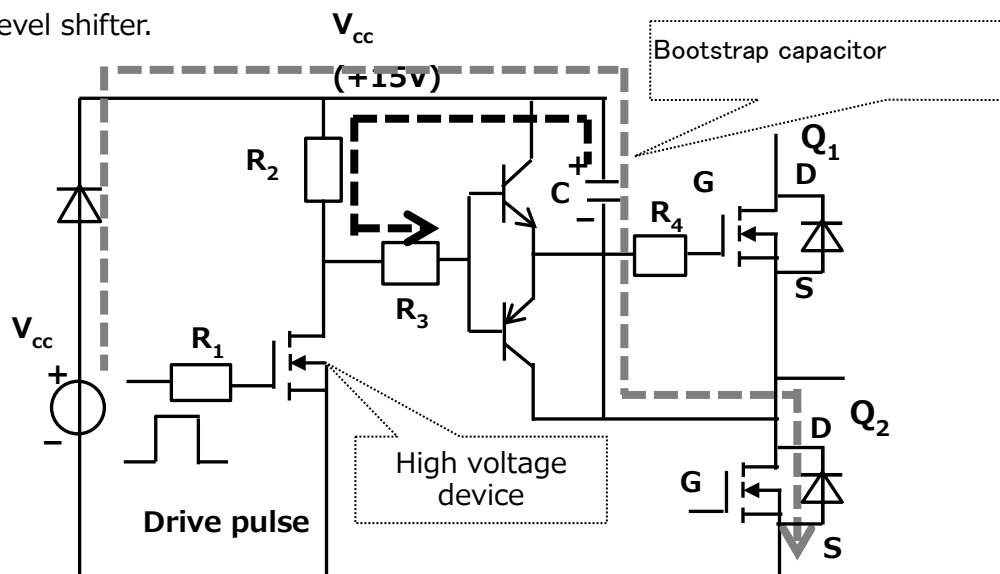 evel shifter.
Vcc
(+15V)
Bootstrap capacitor
Q1
D
G
R2
+
C
−
R4
S
R3
Vcc
R1
+
−
Q2
D
High voltage
device
G
Drive pulse
S